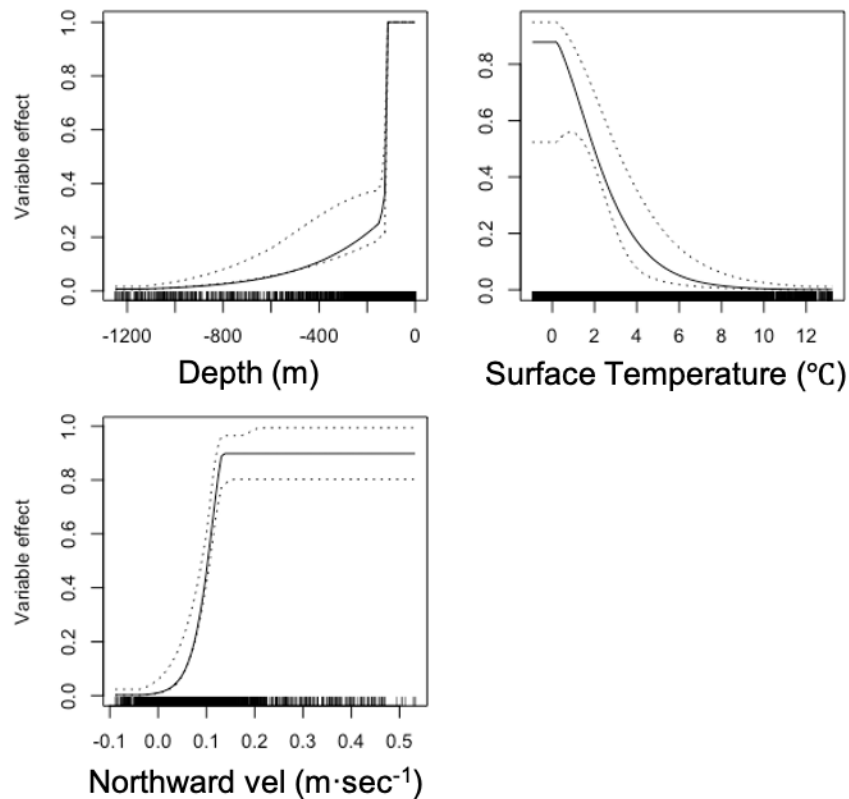 Variable effect
0.0 0.2 0.4 0.6 0.8 1.0
-1200 -800 -400 0
Depth (m)
0.0 0.2 0.4 0.6 0.8
0 2 4 6 8 10 12
Surface Temperature (℃)
Variable effect
0.0 0.2 0.4 0.6 0.8 1.0
-0.1 0.0 0.1 0.2 0.3 0.4 0.5
Northward vel (m·sec⁻¹)